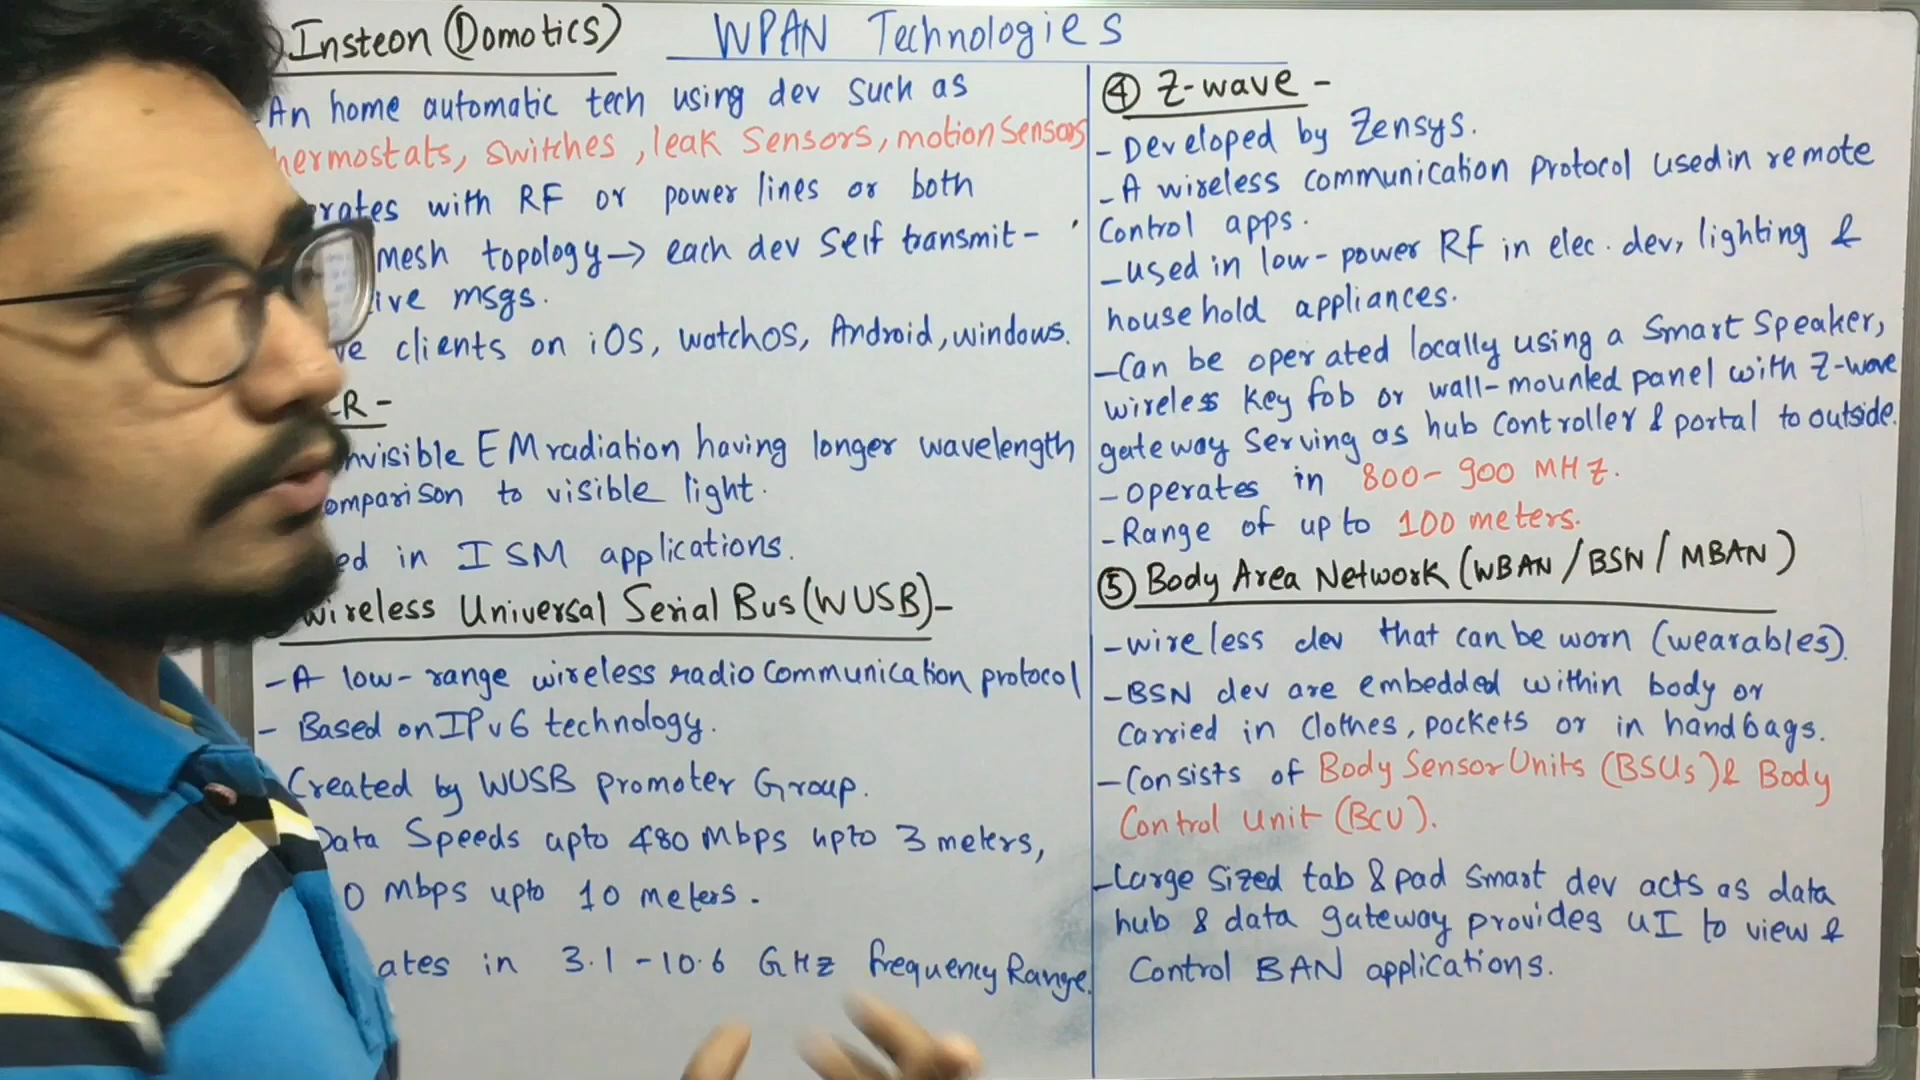 WPAN Technologies
Insteon (Domotics)
An home automatic tech using dev such as
hermostats, switches, leak sensors, motion Sensors
rates with RF or power lines or both
mesh topology → each dev Self transmit-
ive msgs.
ve clients on iOS, watchOS, Android, windows.
R -
nvisible EM radiation having longer wavelength
omparison to visible light.
ed in ISM applications.
Wireless Universal Serial Bus (WUSB)-
- A low-range wireless radio communication protocol
- Based on IPv6 technology.
Created by WUSB promoter Group.
Data Speeds upto 480 Mbps upto 3 meters,
0 Mbps upto 10 meters.
ates in 3.1 - 10.6 GHz frequency Range.
④ Z-wave -
- Developed by Zensys.
- A wireless communication Protocol used in remote
Control apps.
- used in low-power RF in elec. dev, lighting &
household appliances.
- Can be operated locally using a Smart Speaker,
wireless key fob or wall-mounted panel with Z-wave
gateway Serving as hub controller & portal to outside.
- Operates in 800-900 MHz.
- Range of up to 100 meters.
⑤ Body Area Network (WBAN/BSN/MBAN)
- wireless dev that can be worn (wearables).
- BSN dev are embedded within body or
carried in clothes, pockets or in handbags.
- Consists of Body Sensor Units (BSUs) & Body
Control Unit (BCU).
- Large sized tab & pad Smart dev acts as data
hub & data gateway provides UI to view &
Control BAN applications.